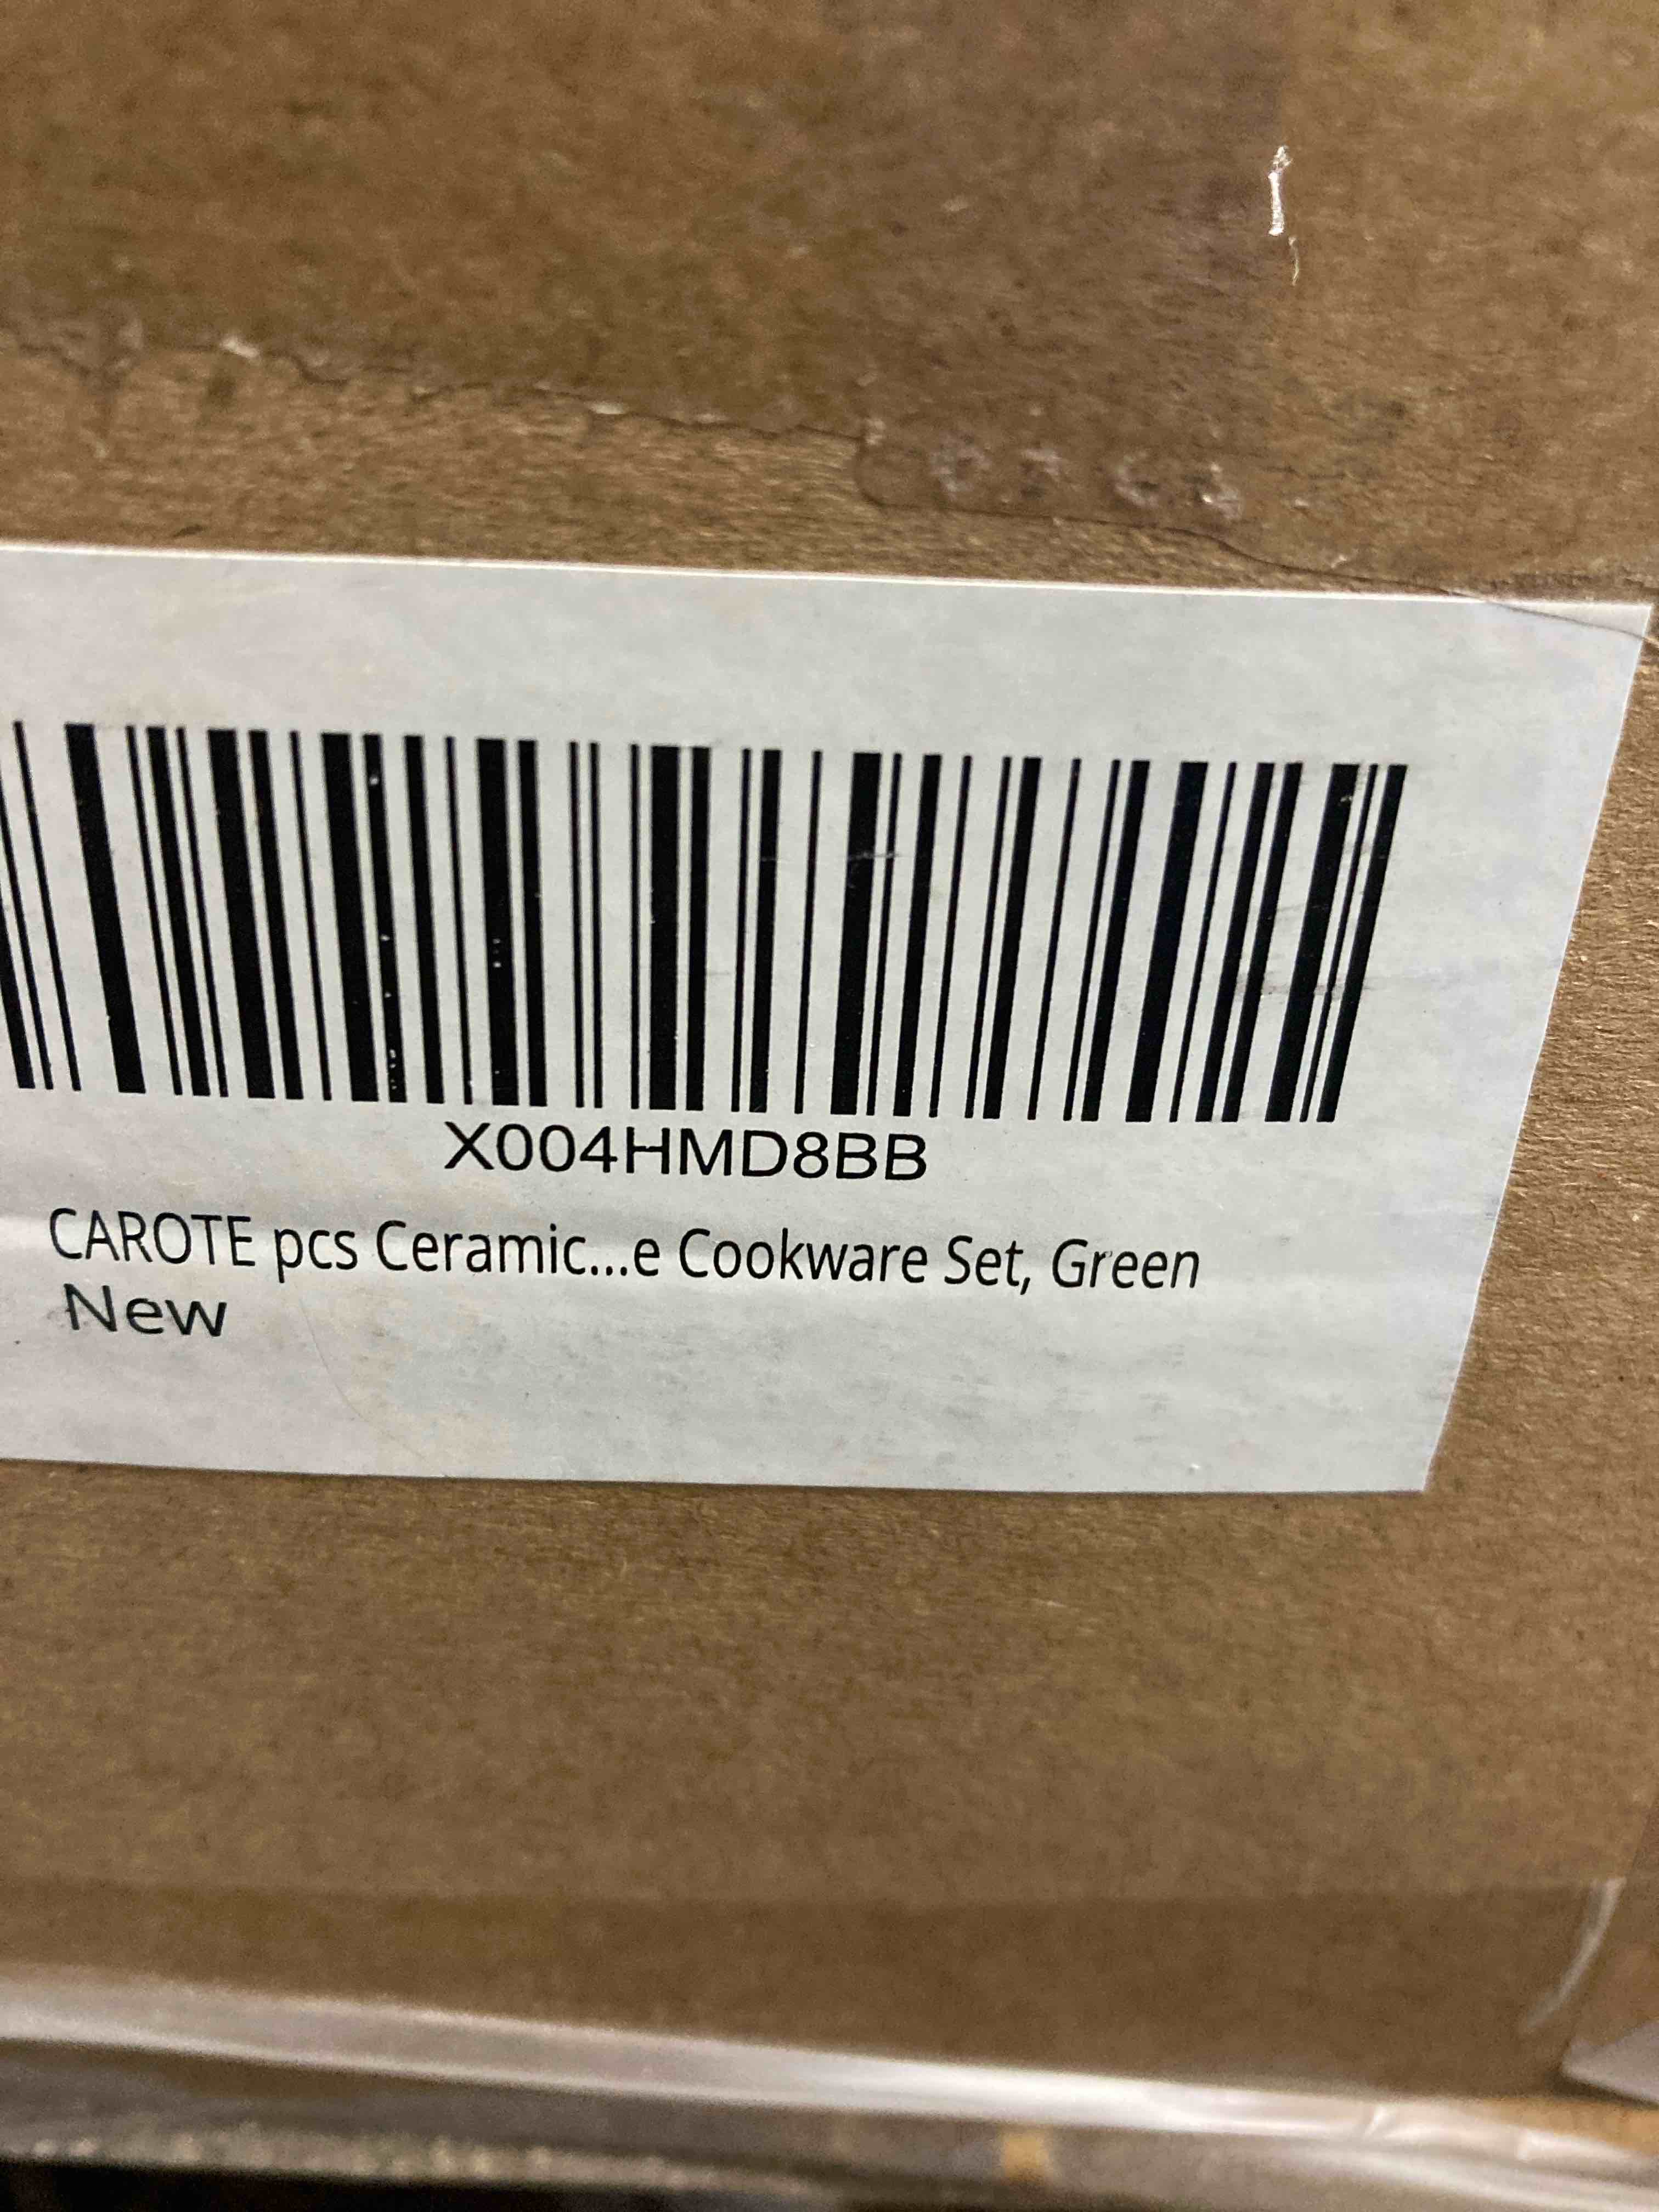 X004HMD8BB
CAROTE pcs Ceramic...e Cookware Set, Green
New